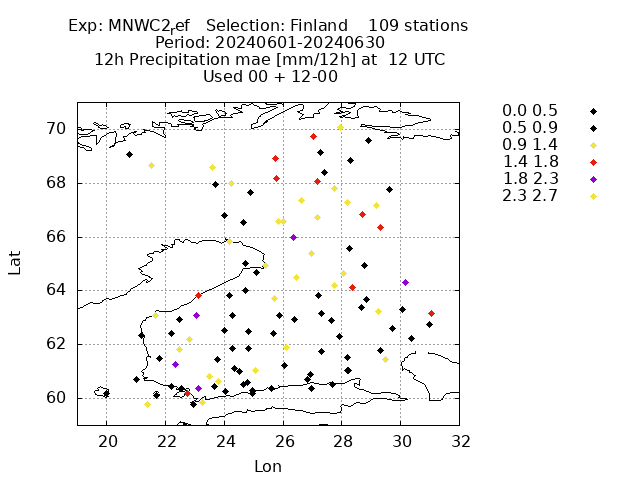 Exp: MNWC2ref Selection: Finland 109 stations
Period: 20240601-20240630
12h Precipitation mae [mm/12h] at 12 UTC
Used 00 + 12-00
0.0 0.5
0.5 0.9
0.9 1.4
1.4 1.8
1.8 2.3
2.3 2.7
70
68
66
64
62
60
Lat
20 22 24 26 28 30 32
Lon